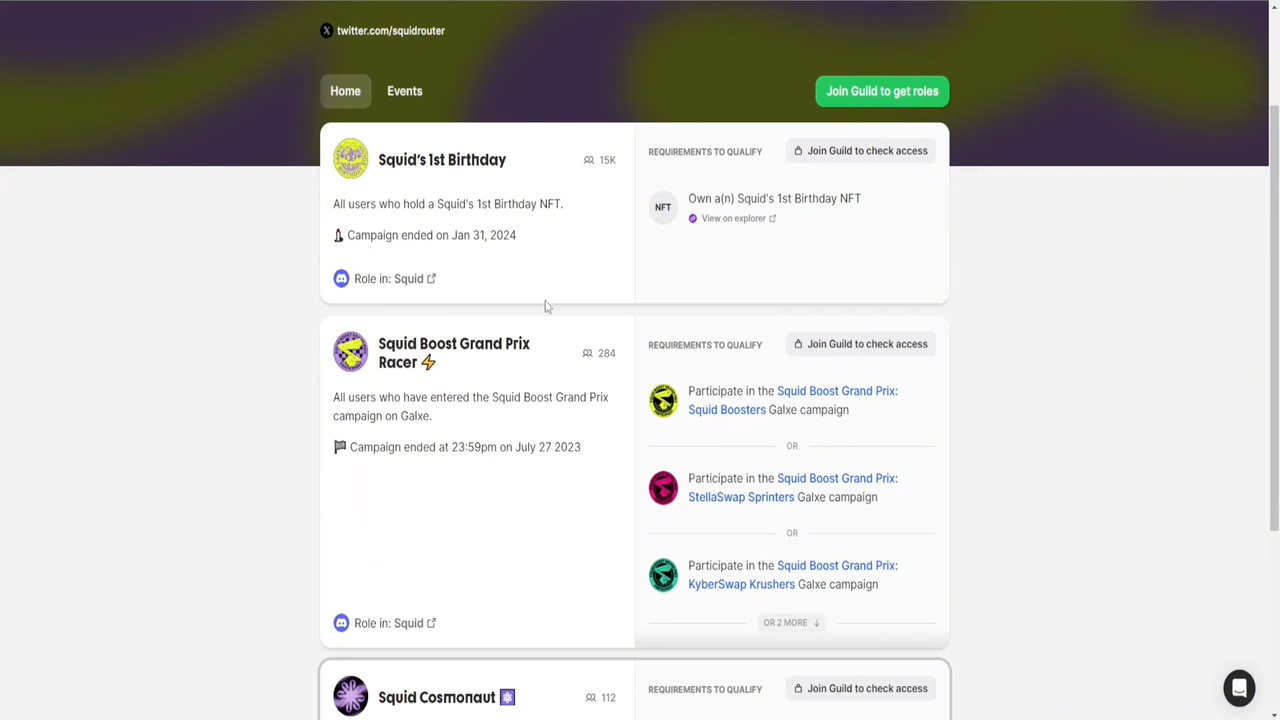 twitter.com/squidrouter
Home
Events
Join Guild to get roles
Squid's 1st Birthday
15K
All users who hold a Squid's 1st Birthday NFT.
Campaign ended on Jan 31, 2024
Role in: Squid
REQUIREMENTS TO QUALIFY
Join Guild to check access
NFT
Own a(n) Squid's 1st Birthday NFT
View on explorer
Squid Boost Grand Prix
Racer ⚡
284
All users who have entered the Squid Boost Grand Prix
campaign on Galxe.
Campaign ended at 23:59pm on July 27 2023
Role in: Squid
REQUIREMENTS TO QUALIFY
Join Guild to check access
Participate in the Squid Boost Grand Prix:
Squid Boosters Galxe campaign
OR
Participate in the Squid Boost Grand Prix:
StellaSwap Sprinters Galxe campaign
OR
Participate in the Squid Boost Grand Prix:
KyberSwap Krushers Galxe campaign
OR 2 MORE ↓
Squid Cosmonaut
112
REQUIREMENTS TO QUALIFY
Join Guild to check access